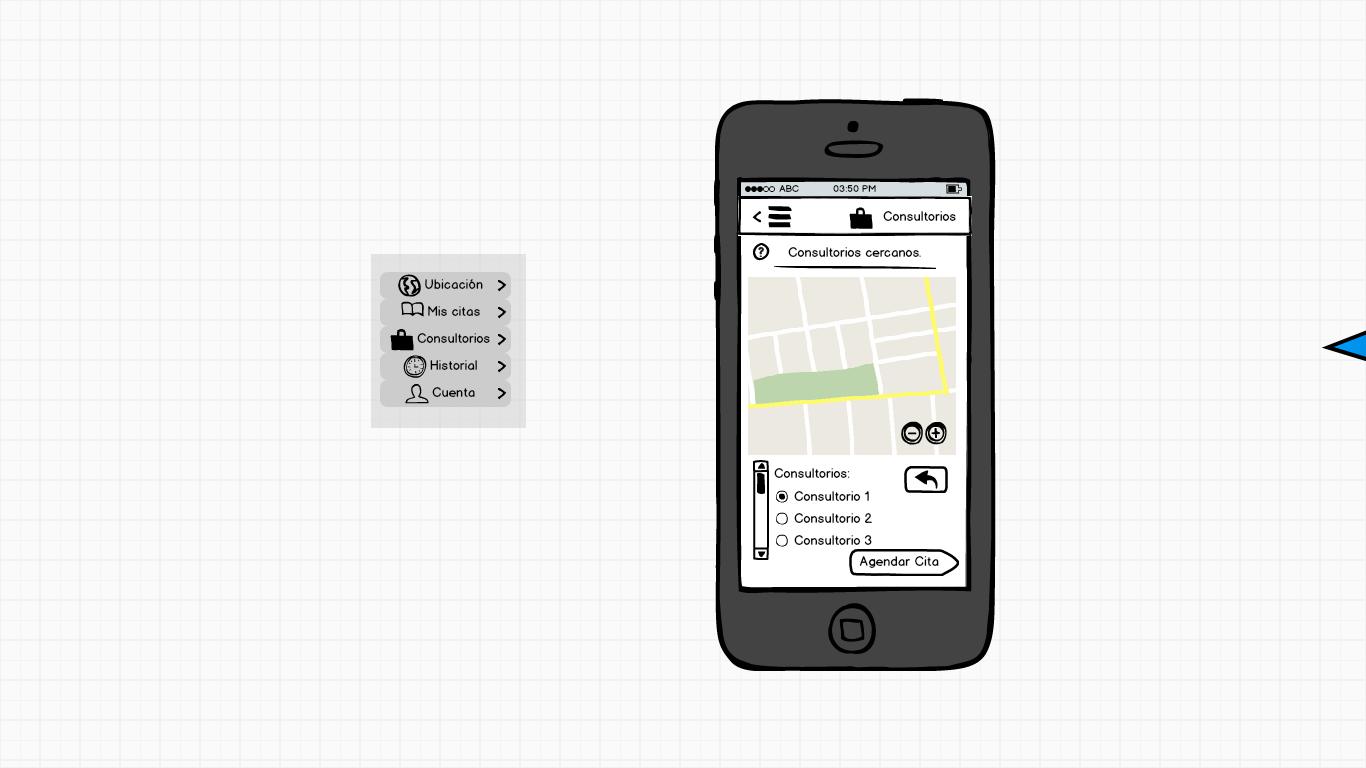 Ubicación
Mis citas
Consultorios
Historial
Cuenta
ABC 03:50 PM
Consultorios
? Consultorios cercanos.
Consultorios:
Consultorio 1
Consultorio 2
Consultorio 3
Agendar Cita